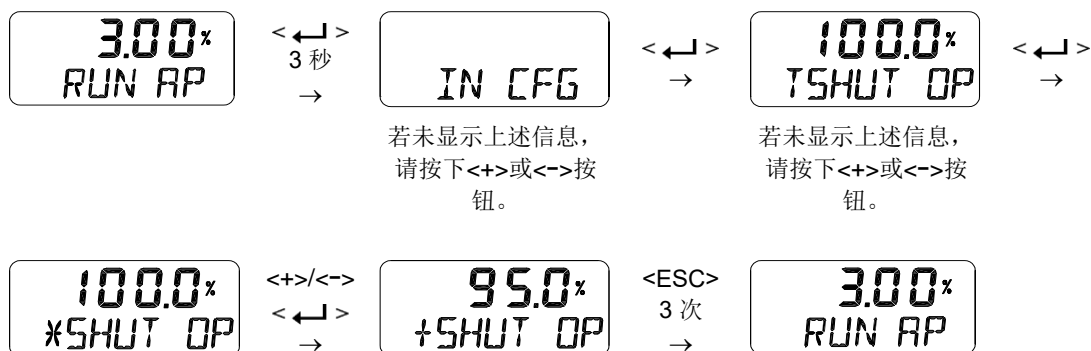 3.00%
RUN AP
< ↵ >
3 秒
→
IN CFG
若未显示上述信息,
请按下<+>或<->按
钮。
< ↵ >
→
100.0%
TSHUT OP
若未显示上述信息,
请按下<+>或<->按
钮。
< ↵ >
→
100.0%
*SHUT OP
<+>/<->
< ↵ >
→
95.0%
+SHUT OP
<ESC>
3 次
→
3.00%
RUN AP